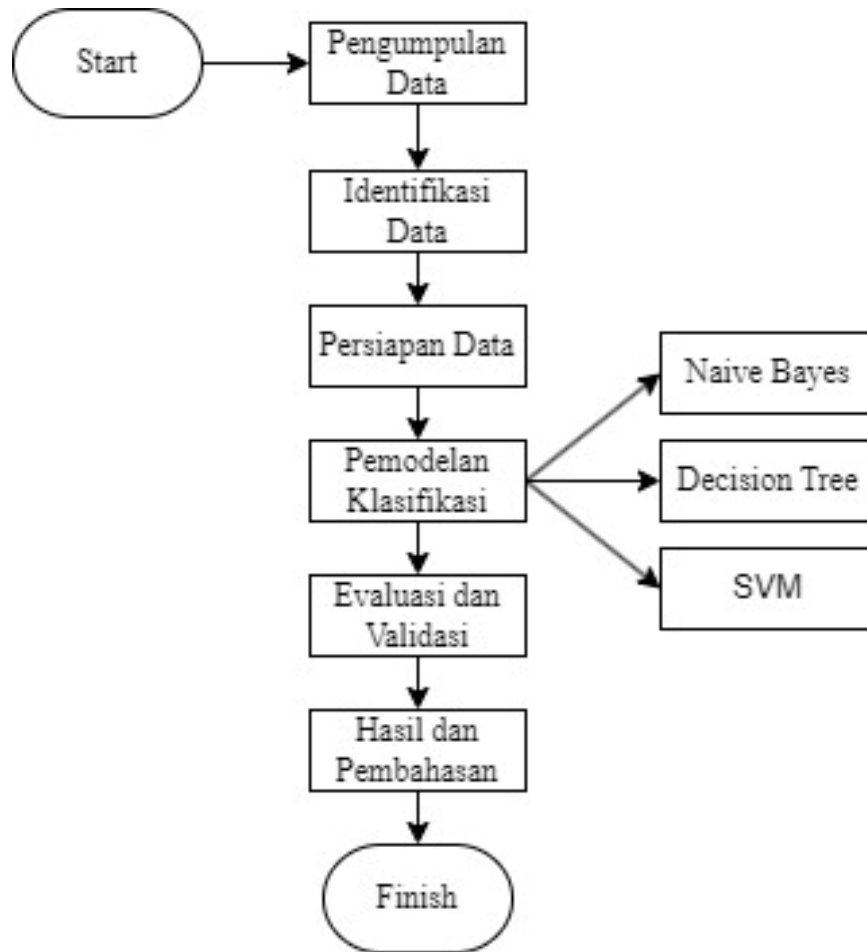 Start
Pengumpulan
Data
Identifikasi
Data
Persiapan Data
Pemodelan
Klasifikasi
Naive Bayes
Decision Tree
SVM
Evaluasi dan
Validasi
Hasil dan
Pembahasan
Finish